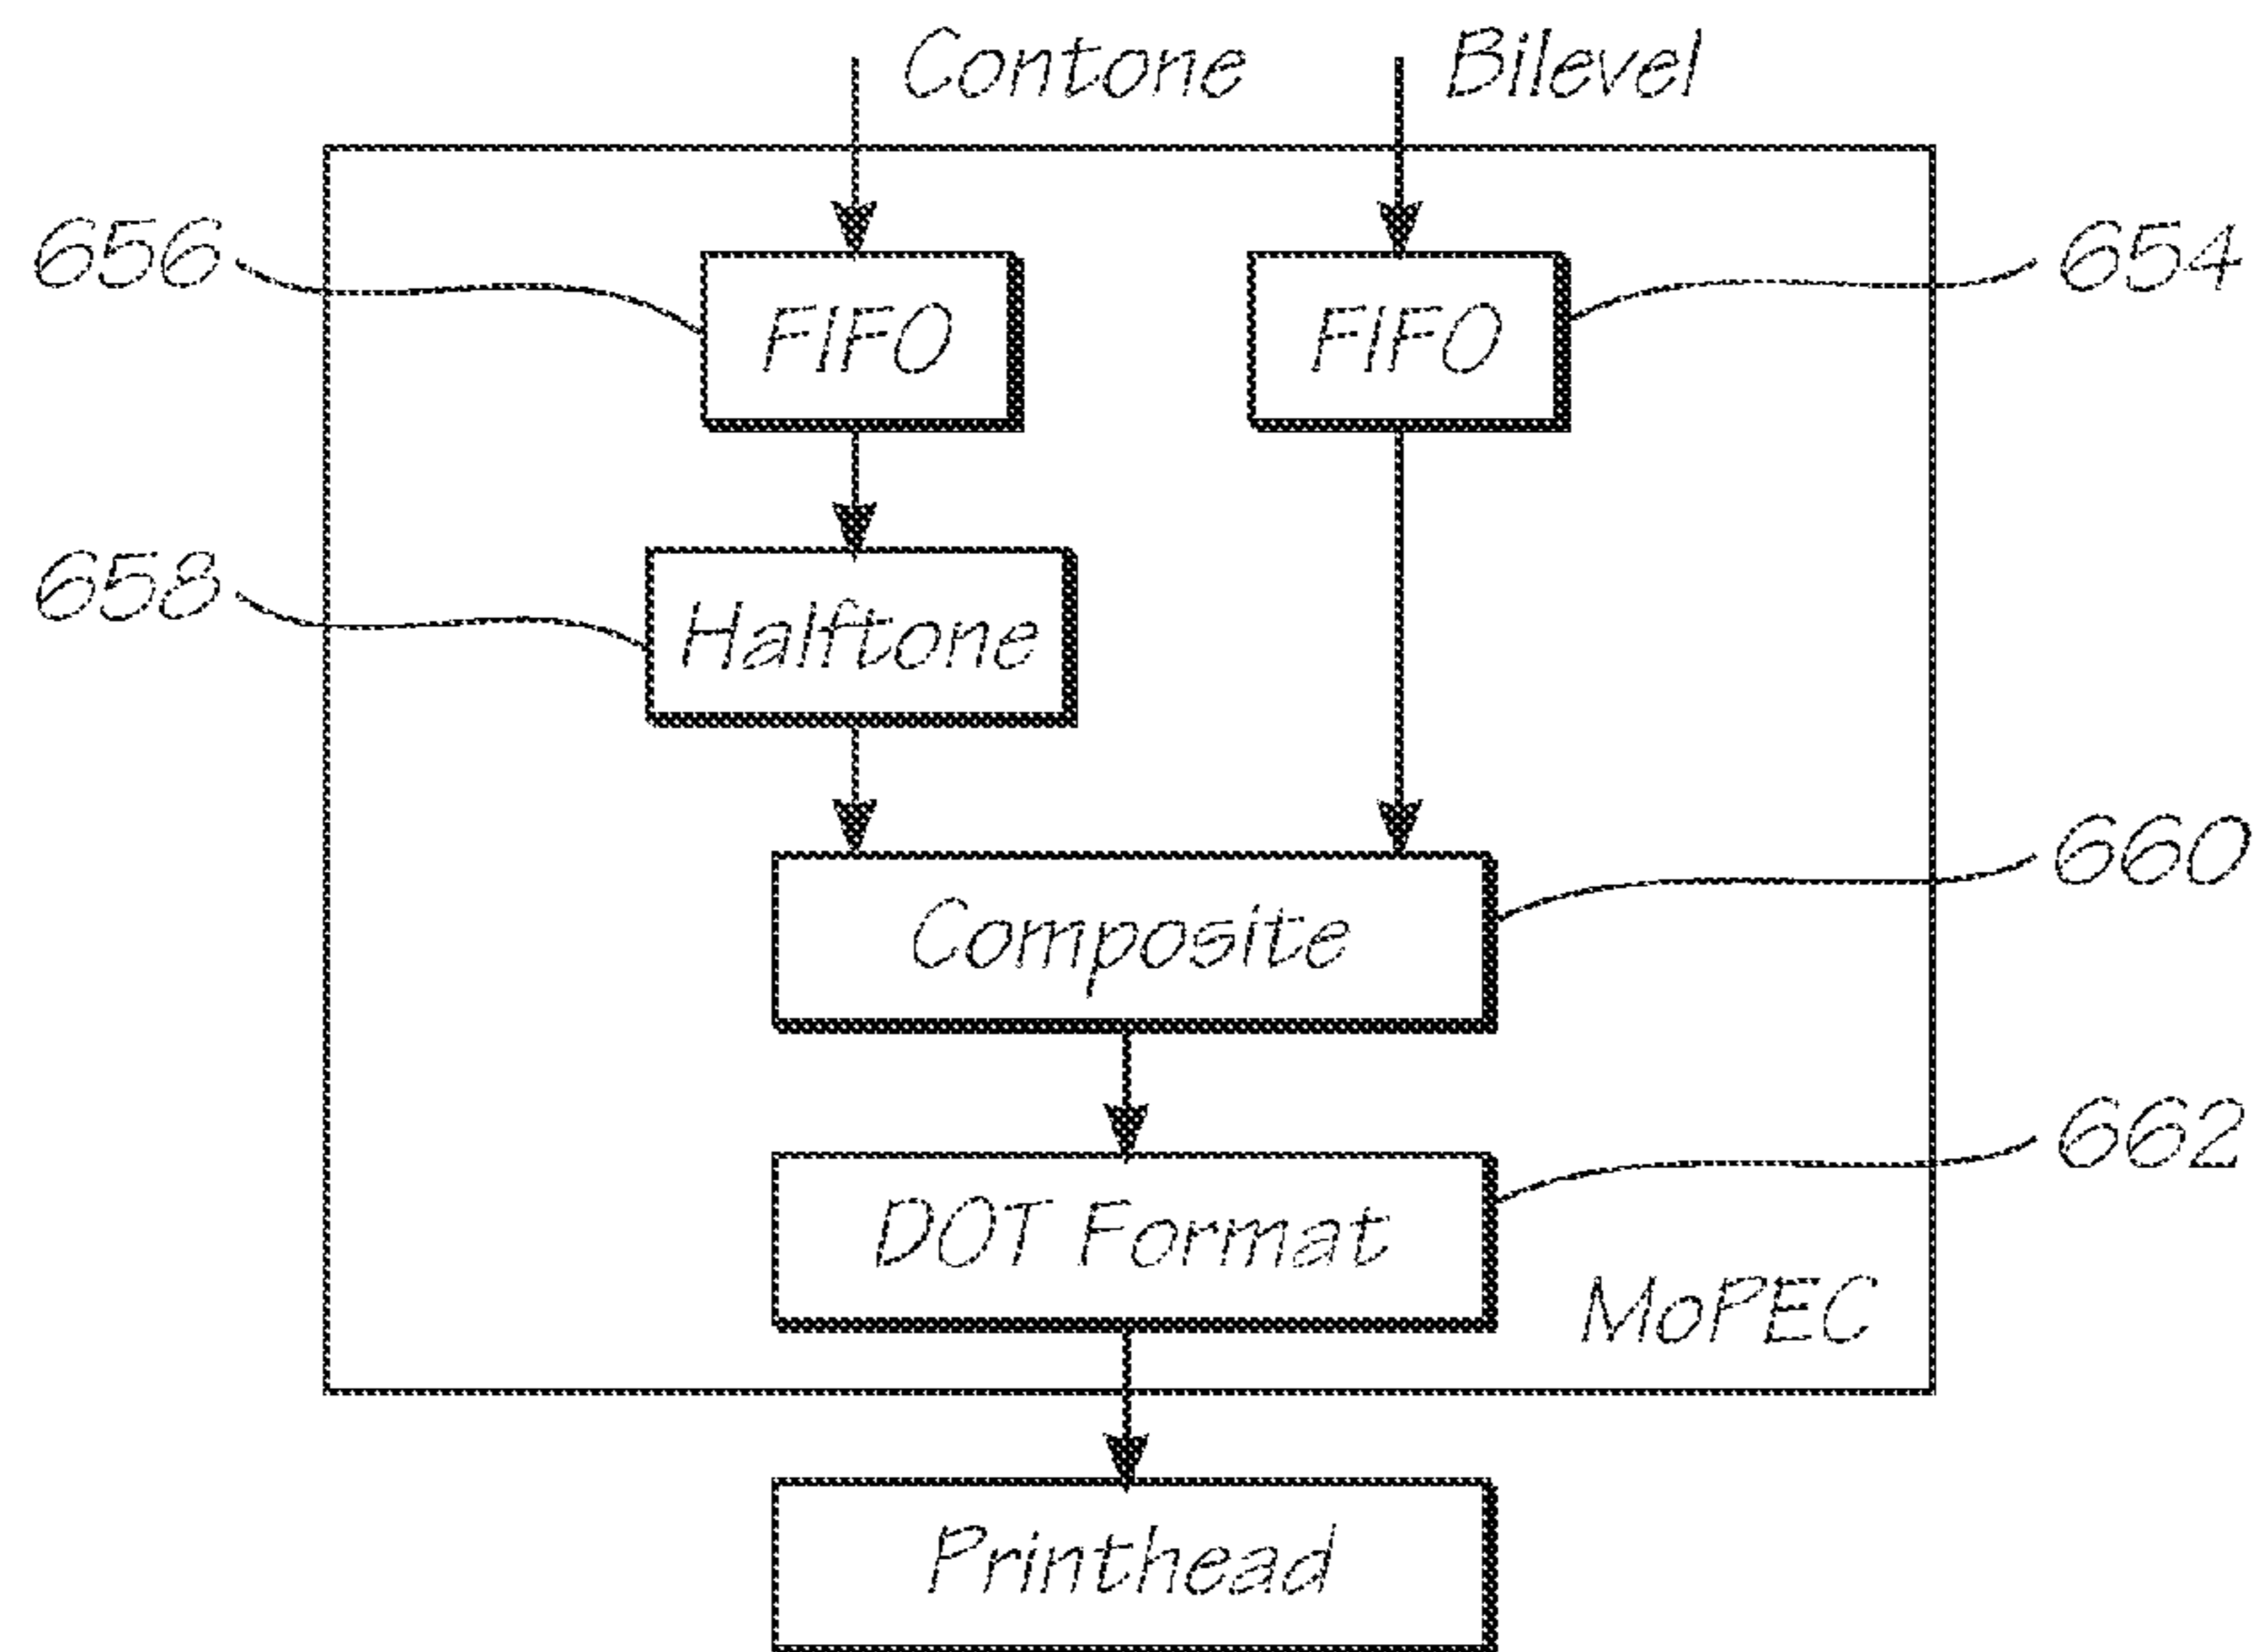 Contone
Bilevel
656
FIFO
FIFO
654
658
Halftone
660
Composite
662
DOT Format
MoPEC
Printhead